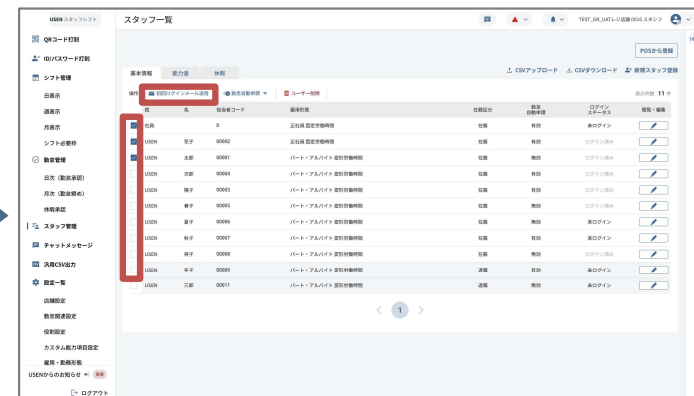 USEN スタッフシフト
スタッフ一覧
TEST_GR_UATレジ店舗 0016 スタシフ
QRコード打刻
ID/パスワード打刻
シフト管理
日表示
週表示
月表示
シフト必要枠
勤怠管理
日次（勤怠承認）
月次（勤怠締め）
休暇承認
スタッフ管理
チャットメッセージ
汎用CSV出力
設定一覧
店舗設定
勤怠関連設定
役割設定
カスタム能力項目設定
雇用・勤務形態
USENからのお知らせ 重要
ログアウト
POSから登録
基本情報 能力値 休暇
CSVアップロード CSVダウンロード 新規スタッフ登録
操作 初回ログインメール送信 勤怠自動申請 ユーザー削除 表示件数 11 件
姓 名 担当者コード 雇用形態 在籍区分 勤怠自動申請 ログインステータス 閲覧・編集
社員 0 正社員 固定労働時間 在籍 有効 未ログイン
USEN 花子 00002 正社員 固定労働時間 在籍 有効 ログイン済み
USEN 太郎 00001 パート・アルバイト 変形労働時間 在籍 無効 ログイン済み
USEN 次郎 00004 パート・アルバイト 変形労働時間 在籍 有効 ログイン済み
USEN 陽子 00003 パート・アルバイト 変形労働時間 在籍 有効 ログイン済み
USEN 春子 00005 パート・アルバイト 変形労働時間 在籍 無効 ログイン済み
USEN 夏子 00006 パート・アルバイト 変形労働時間 在籍 無効 未ログイン
USEN 秋子 00007 パート・アルバイト 変形労働時間 在籍 有効 未ログイン
USEN 祥子 00008 パート・アルバイト 変形労働時間 在籍 無効 ログイン済み
USEN 冬子 00009 パート・アルバイト 変形労働時間 退職 有効 未ログイン
USEN 三郎 00011 パート・アルバイト 変形労働時間 退職 無効 未ログイン
1